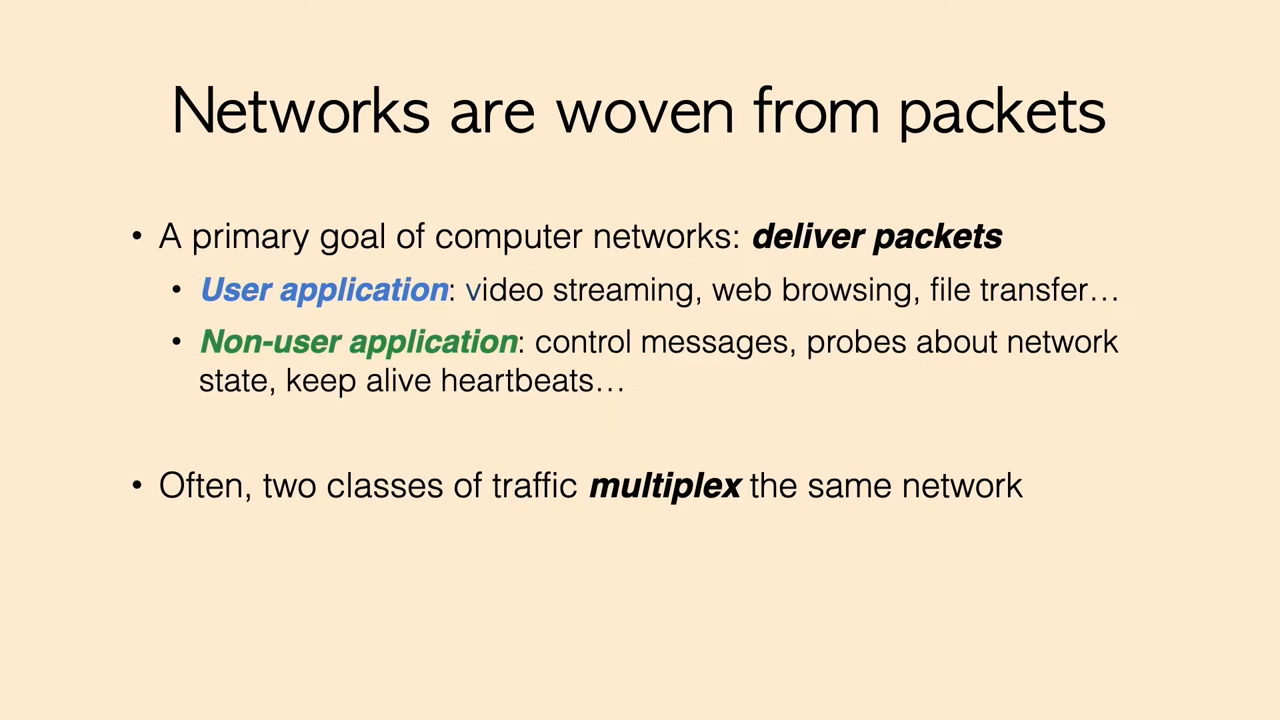 Networks are woven from packets
• A primary goal of computer networks: deliver packets
• User application: video streaming, web browsing, file transfer…
• Non-user application: control messages, probes about network
state, keep alive heartbeats…
• Often, two classes of traffic multiplex the same network